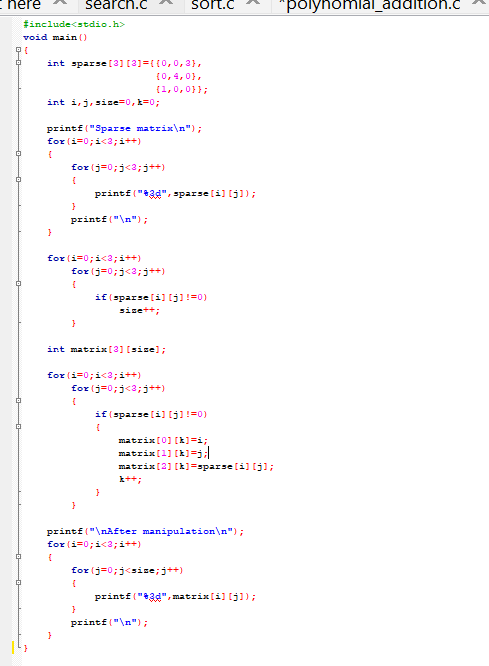 t here search.c sort.c *polynomial_addition.c
#include<stdio.h>
void main()
{
    int sparse[3][3]={{0,0,3},
                      {0,4,0},
                      {1,0,0}};
    int i,j,size=0,k=0;
    printf("Sparse matrix\n");
    for(i=0;i<3;i++)
    {
        for(j=0;j<3;j++)
        {
            printf("%3d",sparse[i][j]);
        }
        printf("\n");
    }
    for(i=0;i<3;i++)
        for(j=0;j<3;j++)
        {
            if(sparse[i][j]!=0)
                size++;
        }
    int matrix[3][size];
    for(i=0;i<3;i++)
        for(j=0;j<3;j++)
        {
            if(sparse[i][j]!=0)
            {
                matrix[0][k]=i;
                matrix[1][k]=j;
                matrix[2][k]=sparse[i][j];
                k++;
            }
        }
    printf("\nAfter manipulation\n");
    for(i=0;i<3;i++)
    {
        for(j=0;j<size;j++)
        {
            printf("%3d",matrix[i][j]);
        }
        printf("\n");
    }
}